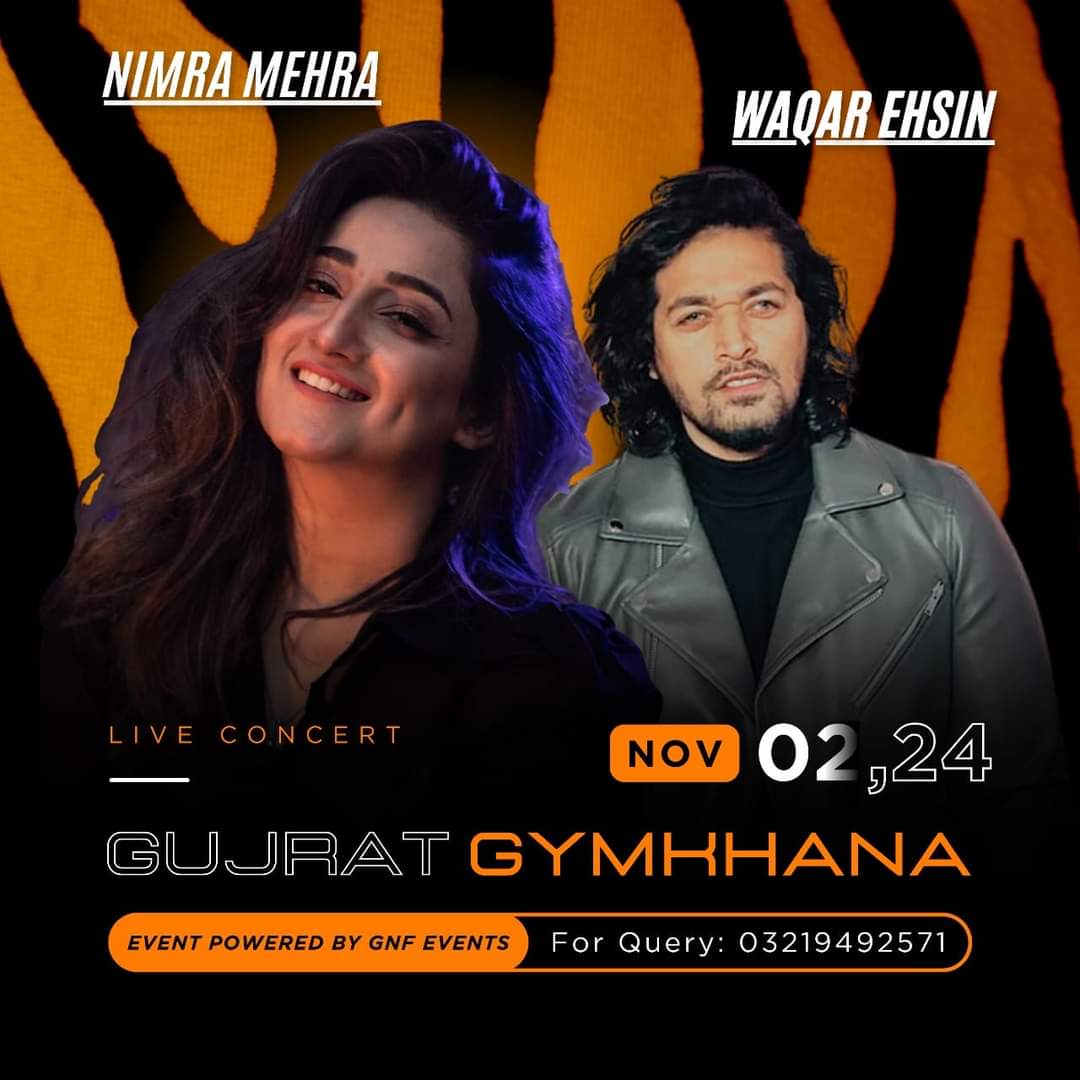 NIMRA MEHRA
WAQAR EHSIN
LIVE CONCERT
NOV 02,24
GUJRAT GYMKHANA
EVENT POWERED BY GNF EVENTS For Query: 03219492571